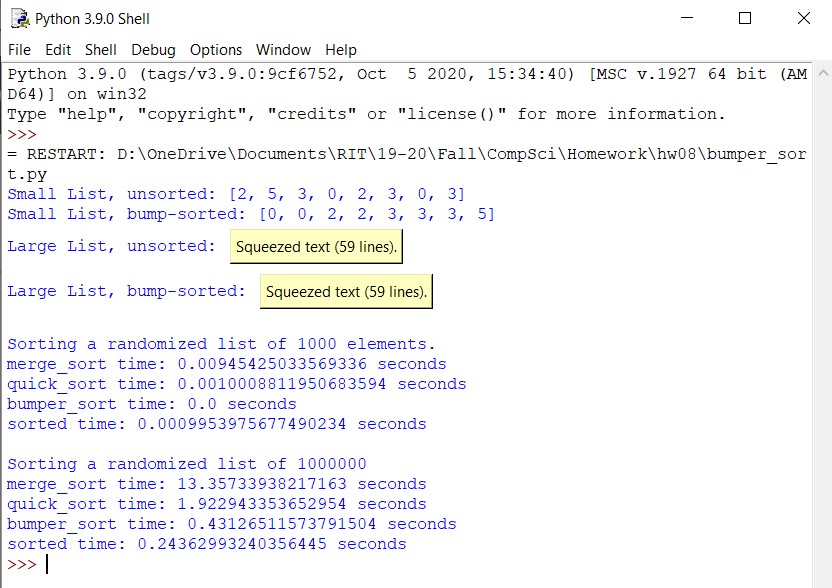 Python 3.9.0 Shell
File Edit Shell Debug Options Window Help
Python 3.9.0 (tags/v3.9.0:9cf6752, Oct  5 2020, 15:34:40) [MSC v.1927 64 bit (AM
D64)] on win32
Type "help", "copyright", "credits" or "license()" for more information.
>>>
= RESTART: D:\OneDrive\Documents\RIT\19-20\Fall\CompSci\Homework\hw08\bumper_sor
t.py
Small List, unsorted: [2, 5, 3, 0, 2, 3, 0, 3]
Small List, bump-sorted: [0, 0, 2, 2, 3, 3, 3, 5]
Large List, unsorted: Squeezed text (59 lines).
Large List, bump-sorted: Squeezed text (59 lines).
Sorting a randomized list of 1000 elements.
merge_sort time: 0.00945425033569336 seconds
quick_sort time: 0.0010008811950683594 seconds
bumper_sort time: 0.0 seconds
sorted time: 0.0009953975677490234 seconds
Sorting a randomized list of 1000000
merge_sort time: 13.35733938217163 seconds
quick_sort time: 1.922943353652954 seconds
bumper_sort time: 0.43126511573791504 seconds
sorted time: 0.24362993240356445 seconds
>>>